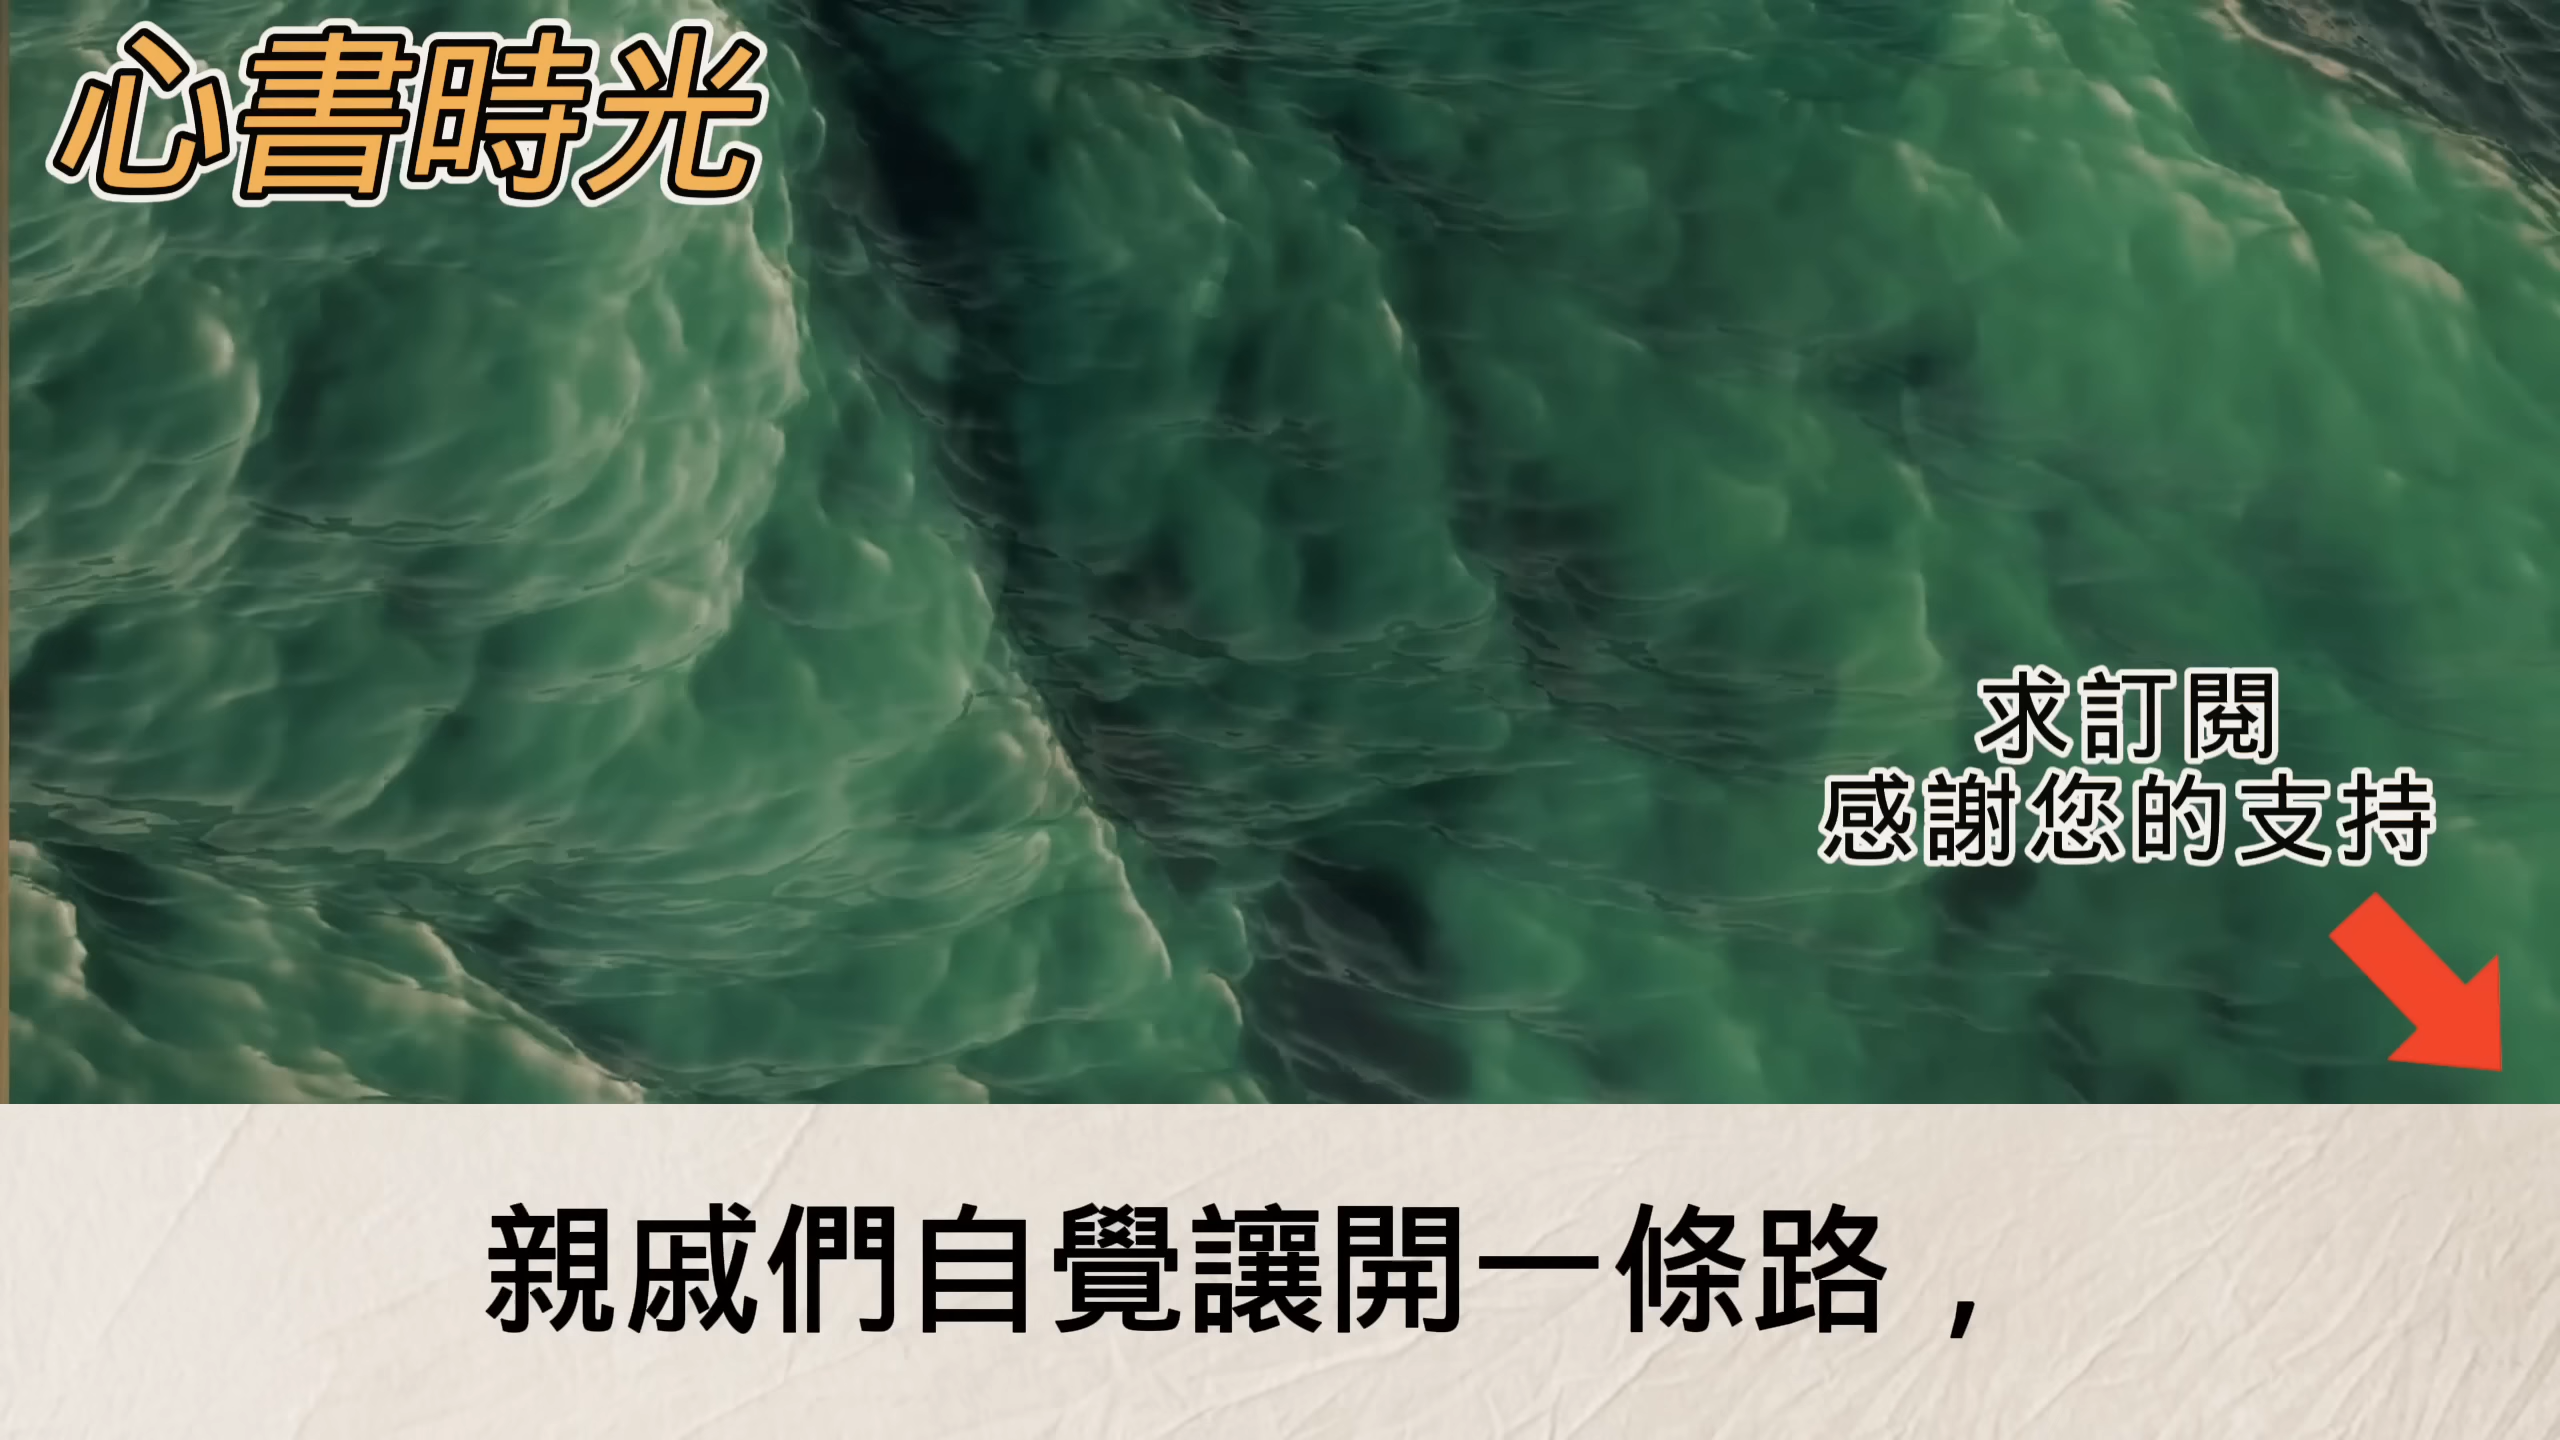 心書時光
求訂閱
感謝您的支持
親戚們自覺讓開一條路，